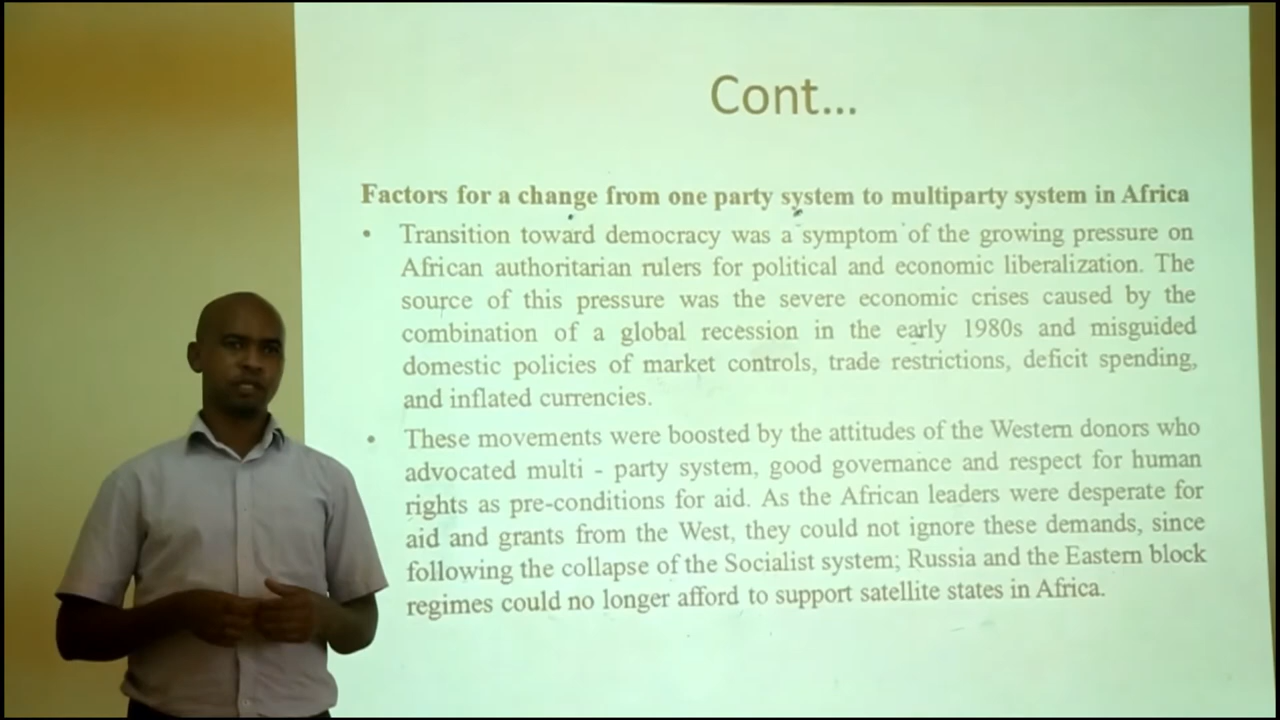 Cont...
Factors for a change from one party system to multiparty system in Africa
• Transition toward democracy was a symptom of the growing pressure on
African authoritarian rulers for political and economic liberalization. The
source of this pressure was the severe economic crises caused by the
combination of a global recession in the early 1980s and misguided
domestic policies of market controls, trade restrictions, deficit spending,
and inflated currencies.
• These movements were boosted by the attitudes of the Western donors who
advocated multi - party system, good governance and respect for human
rights as pre-conditions for aid. As the African leaders were desperate for
aid and grants from the West, they could not ignore these demands, since
following the collapse of the Socialist system; Russia and the Eastern block
regimes could no longer afford to support satellite states in Africa.